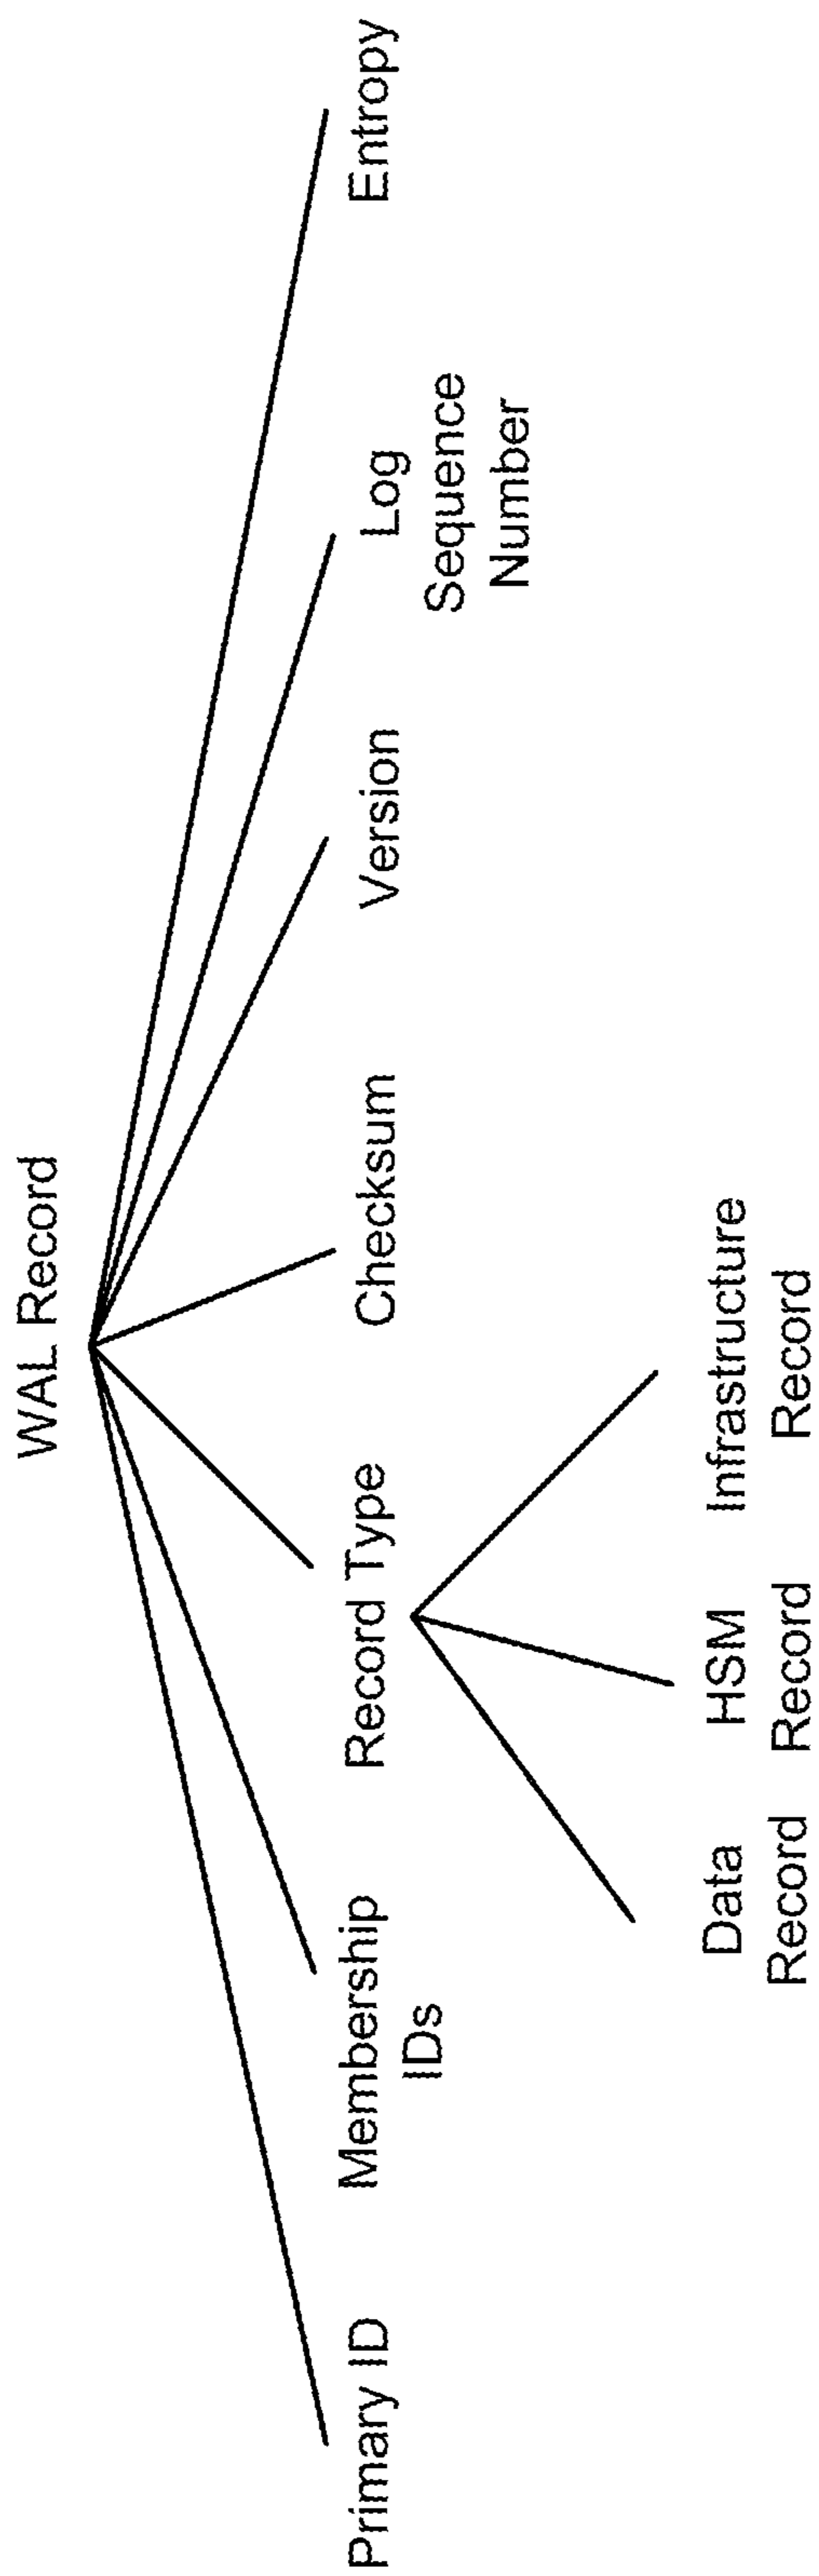 WAL Record
Primary ID
Membership
IDs
Record Type
Checksum
Version
Log
Sequence
Number
Entropy
Data
Record
HSM
Record
Infrastructure
Record